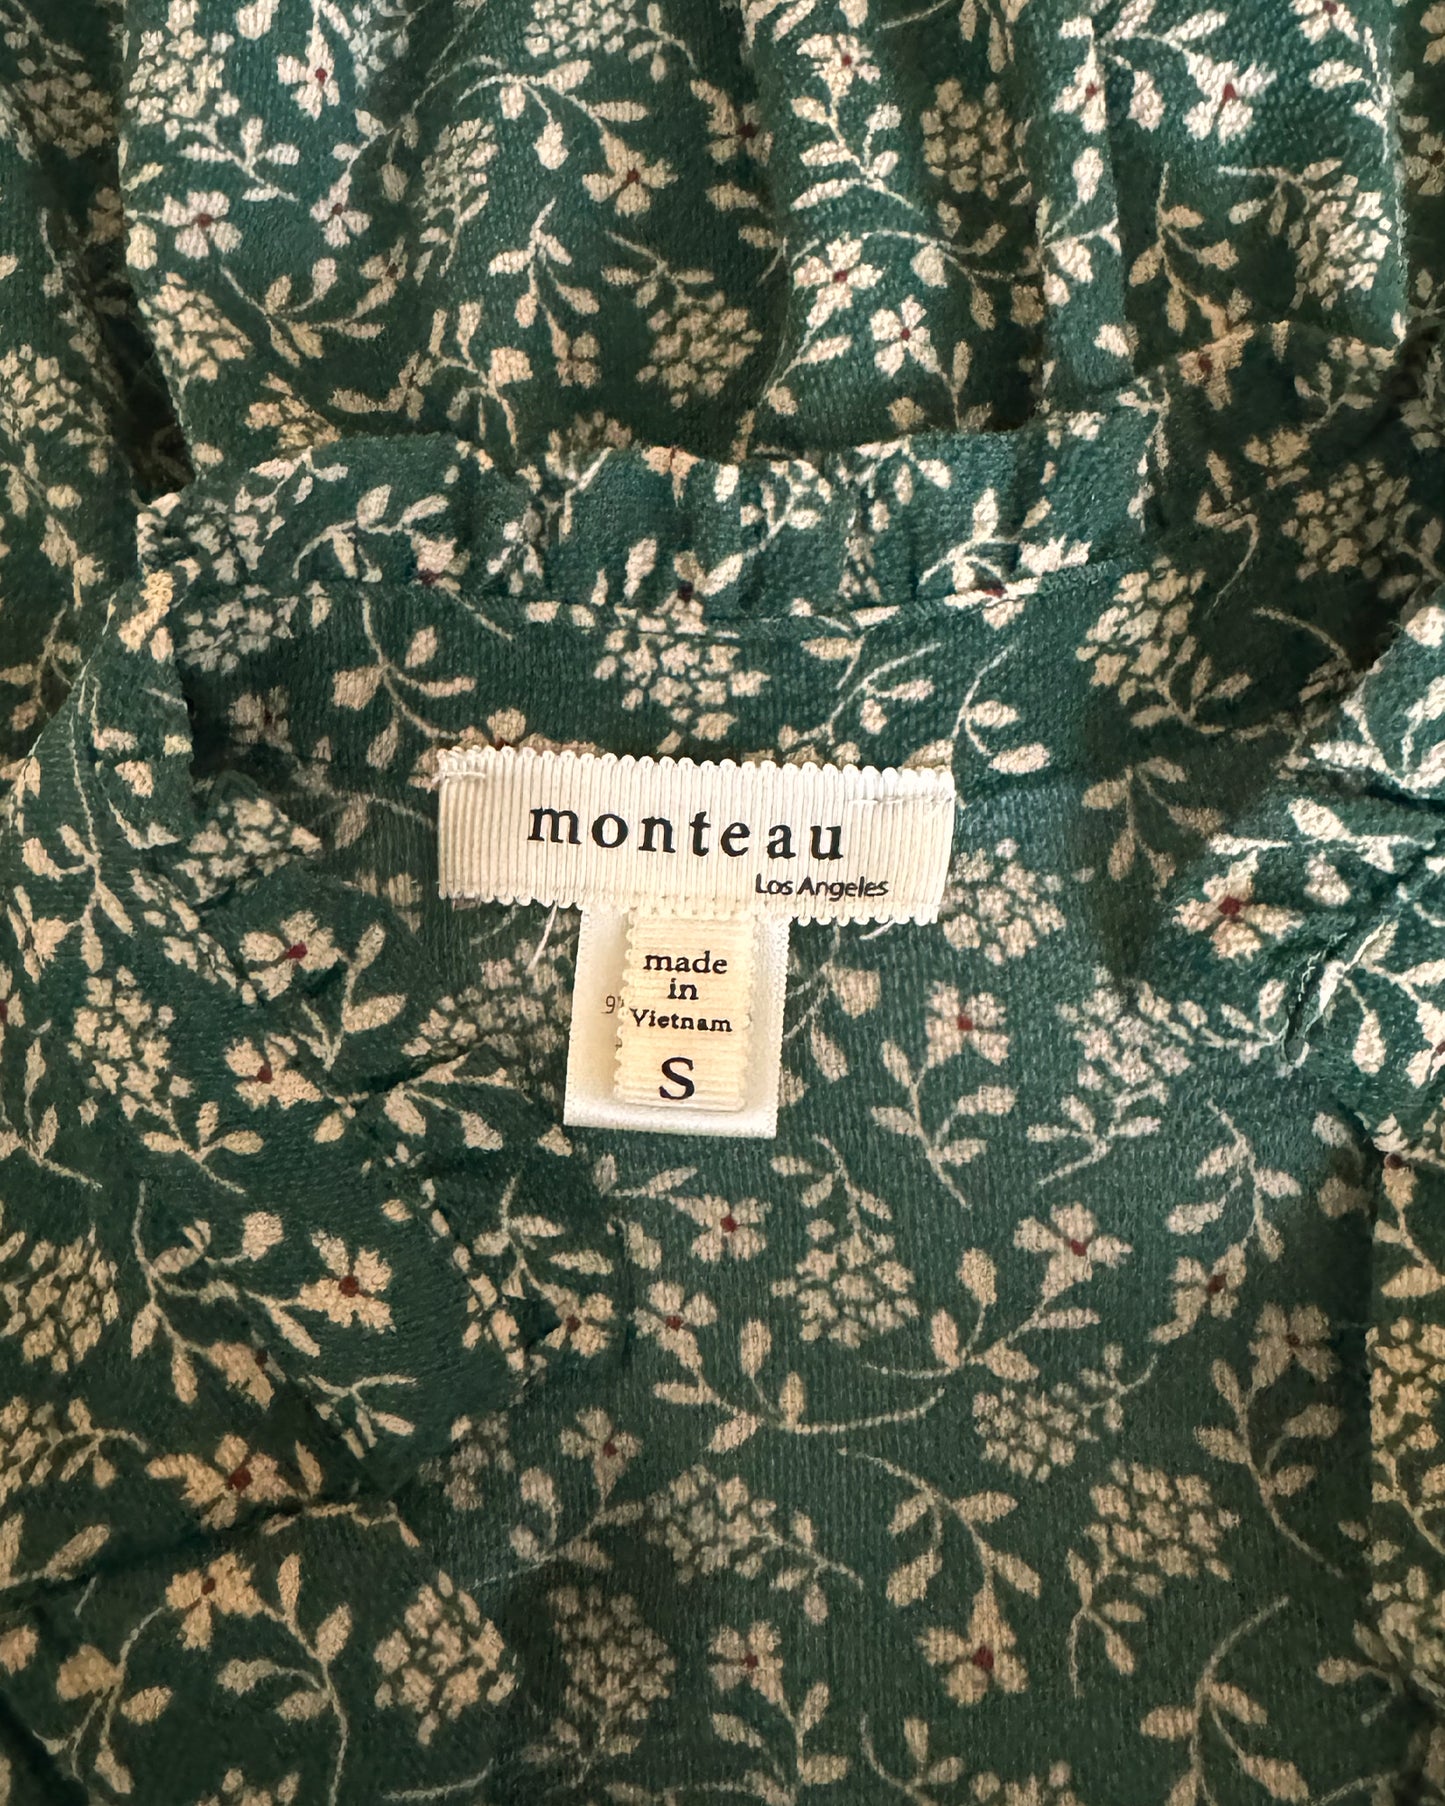 monteau
Los Angeles
made
in
Vietnam
S